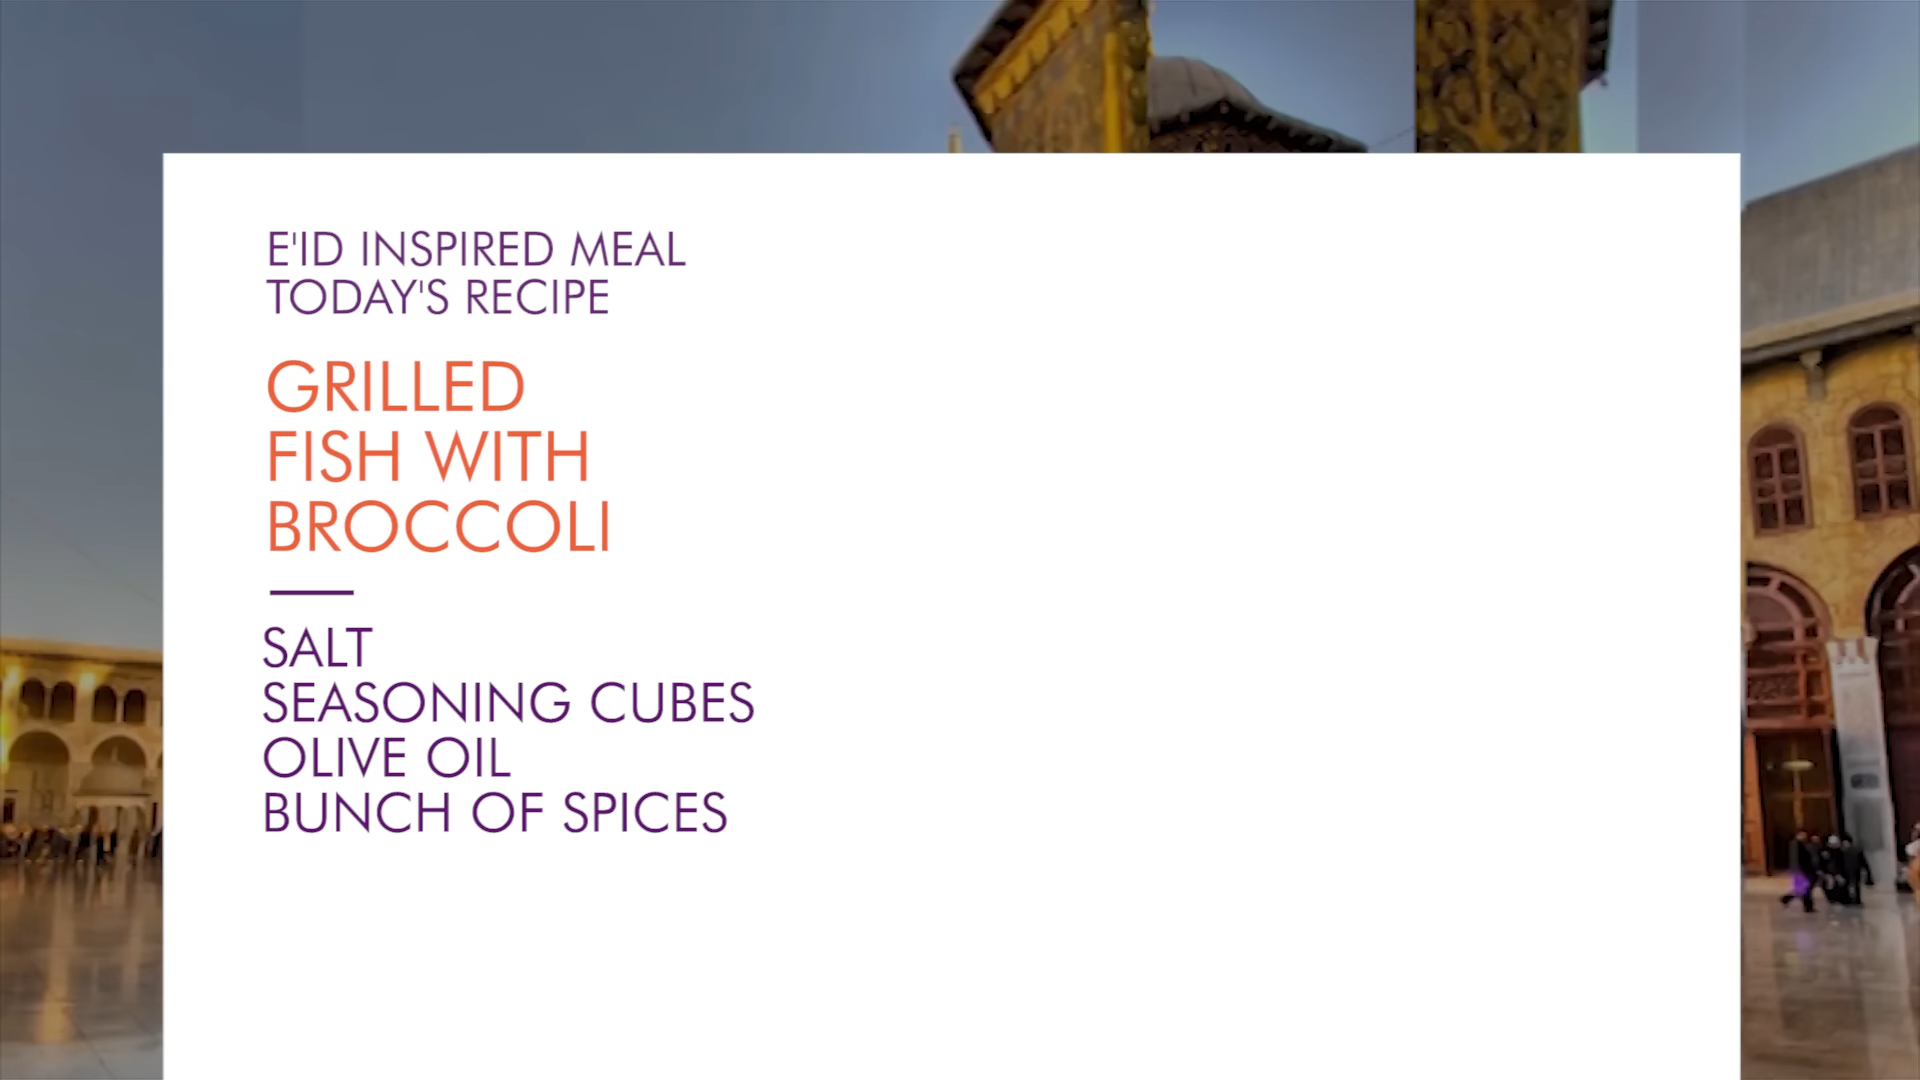 E'ID INSPIRED MEAL
TODAY'S RECIPE
GRILLED
FISH WITH
BROCCOLI
SALT
SEASONING CUBES
OLIVE OIL
BUNCH OF SPICES